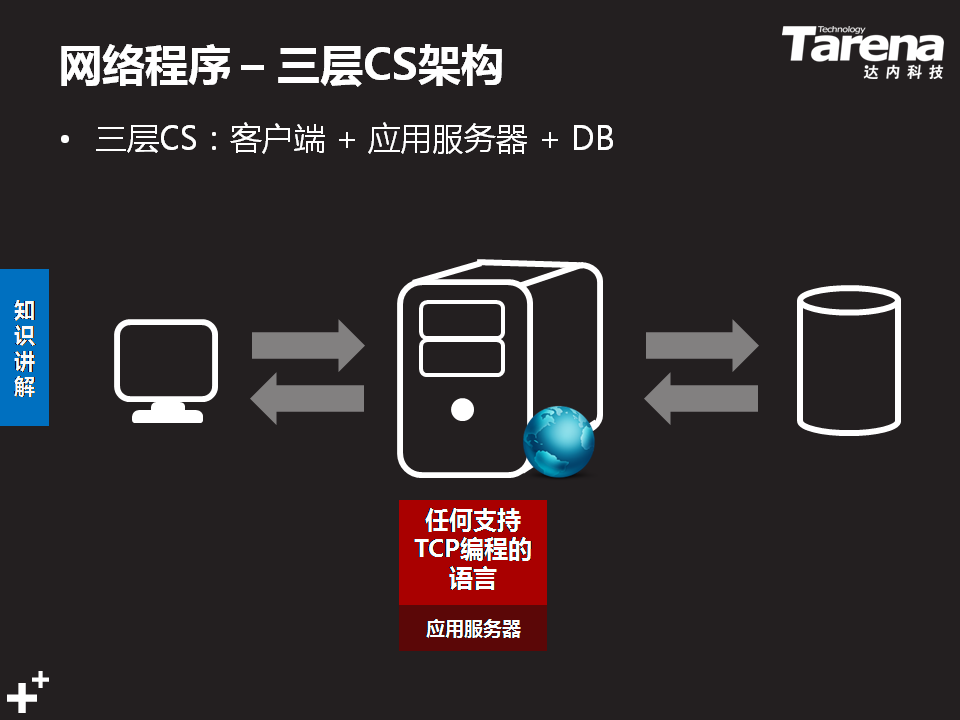 网络程序 – 三层CS架构
Technology
Tarena
达内科技
• 三层CS：客户端 + 应用服务器 + DB
知识讲解
任何支持
TCP编程的
语言
应用服务器